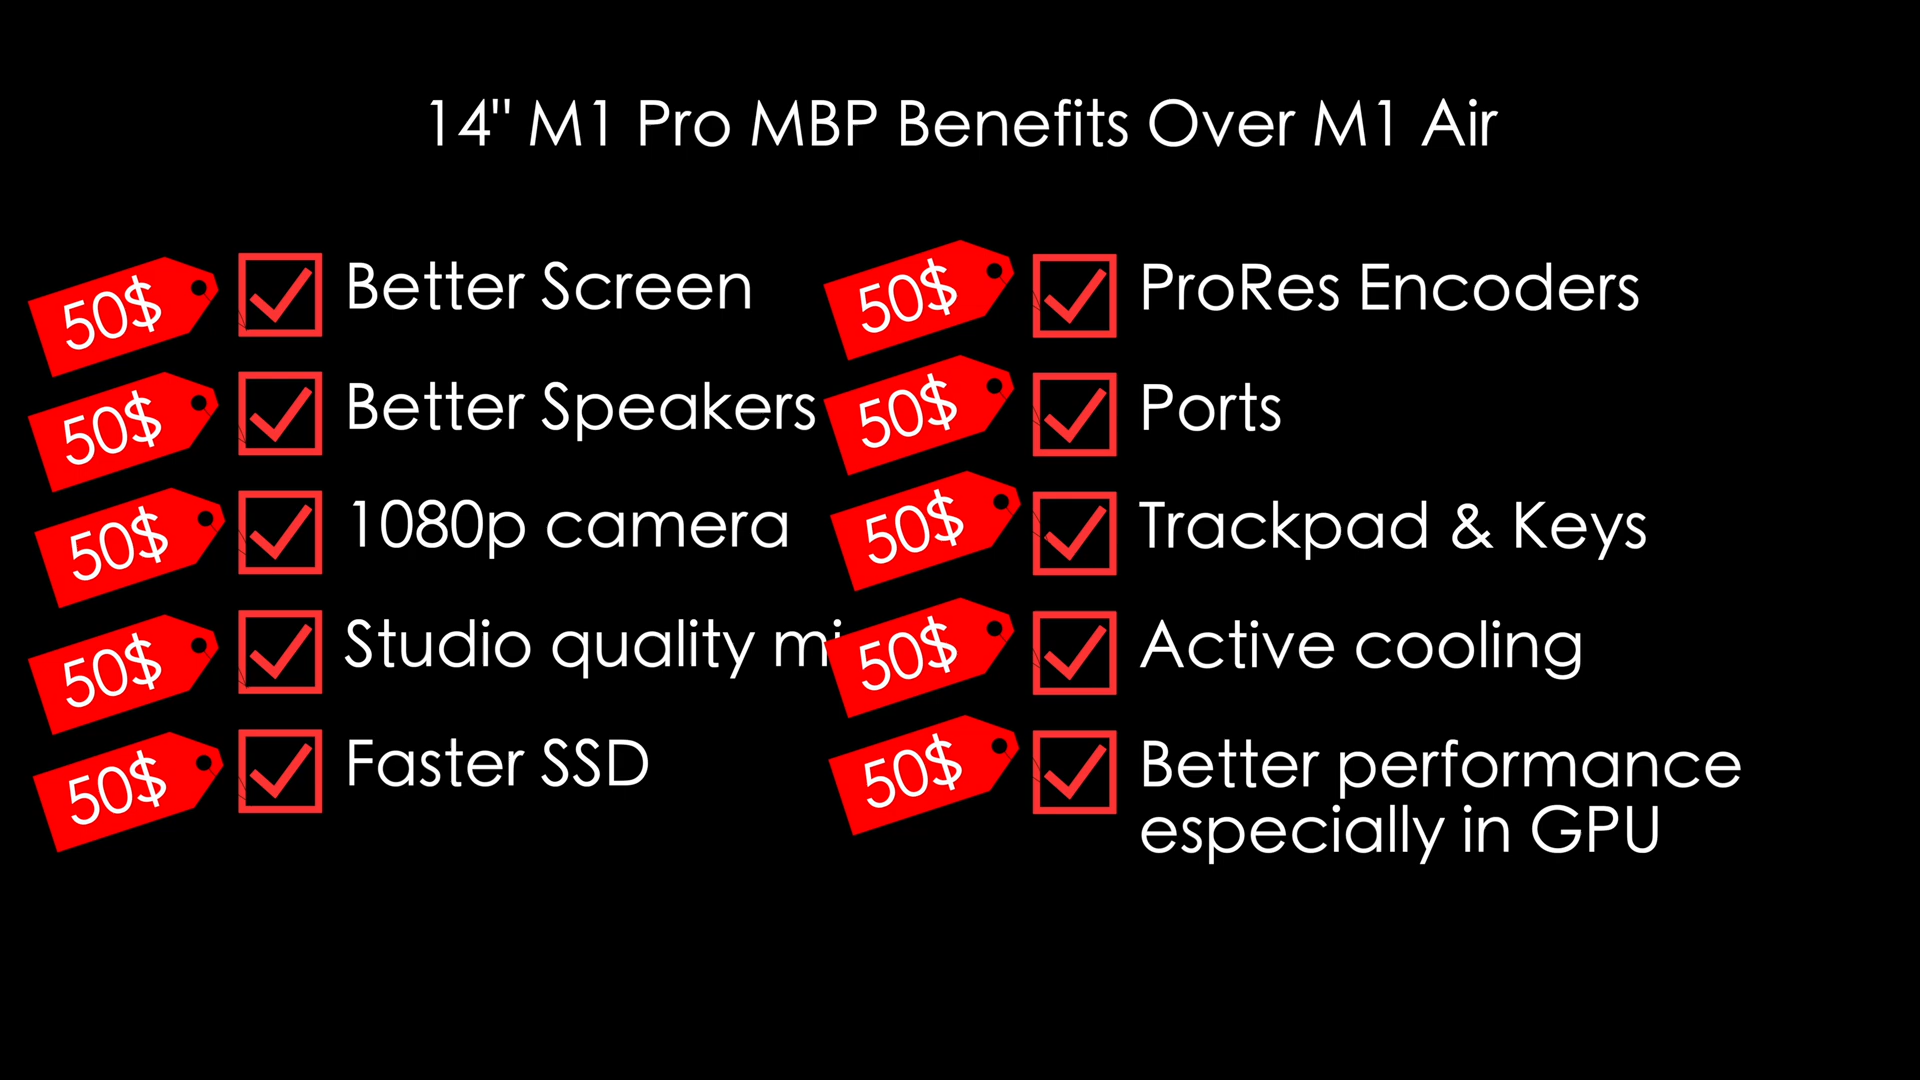 14" M1 Pro MBP Benefits Over M1 Air
50$ Better Screen
50$ Better Speakers
50$ 1080p camera
50$ Studio quality
50$ Faster SSD
50$ ProRes Encoders
50$ Ports
50$ Trackpad & Keys
50$ Active cooling
50$ Better performance
especially in GPU